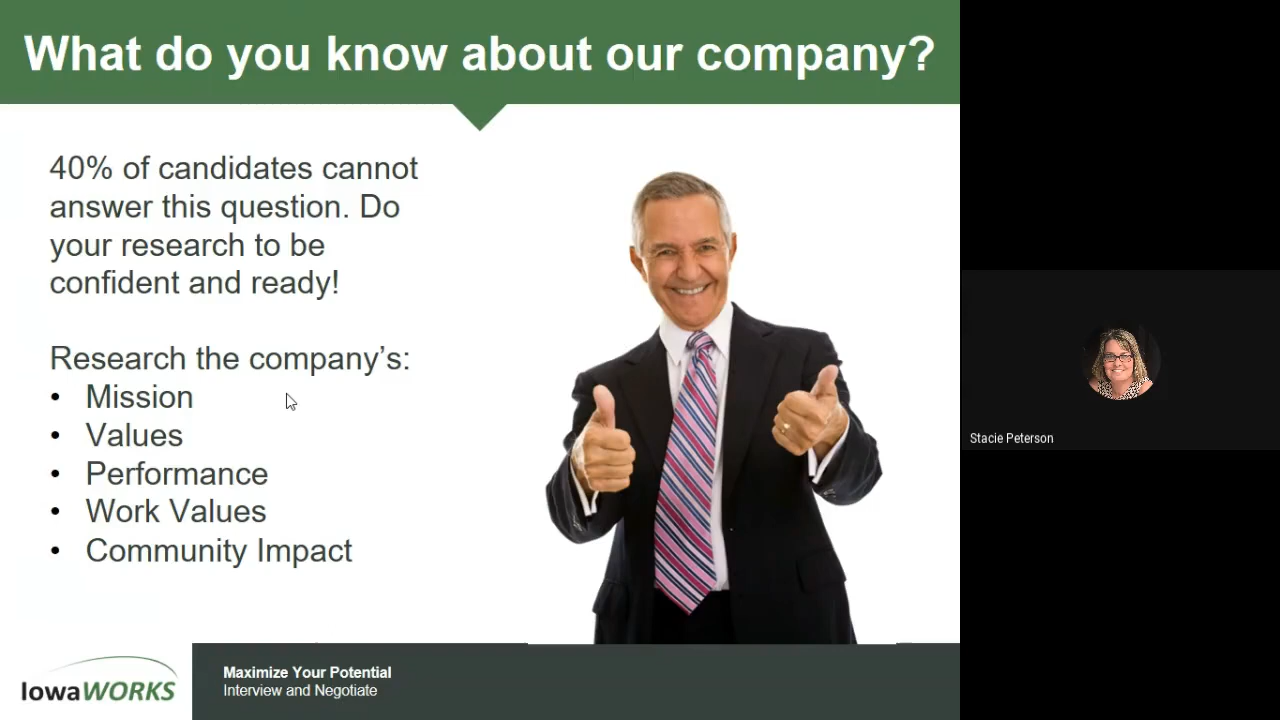 What do you know about our company?
40% of candidates cannot
answer this question. Do
your research to be
confident and ready!
Research the company's:
• Mission
• Values
• Performance
• Work Values
• Community Impact
Stacie Peterson
IowaWORKS
Maximize Your Potential
Interview and Negotiate